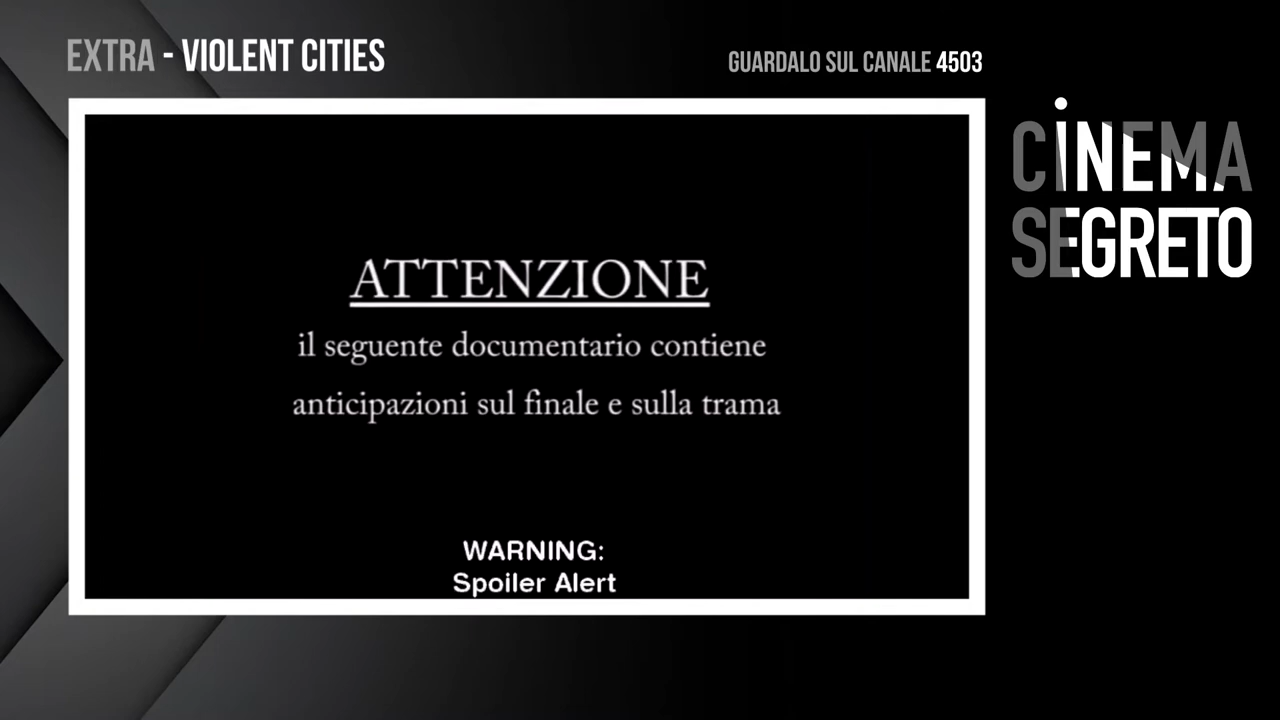 EXTRA - VIOLENT CITIES
GUARDALO SUL CANALE 4503
CiNEMA
SEGRETO
ATTENZIONE
il seguente documentario contiene
anticipazioni sul finale e sulla trama
WARNING:
Spoiler Alert